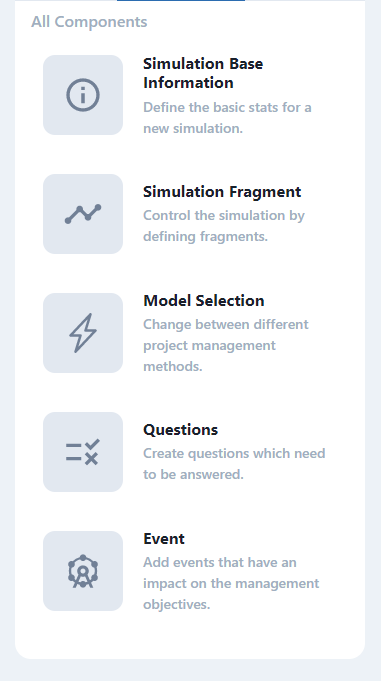 All Components
Simulation Base
Information
Define the basic stats for a
new simulation.
Simulation Fragment
Control the simulation by
defining fragments.
Model Selection
Change between different
project management
methods.
Questions
Create questions which need
to be answered.
Event
Add events that have an
impact on the management
objectives.